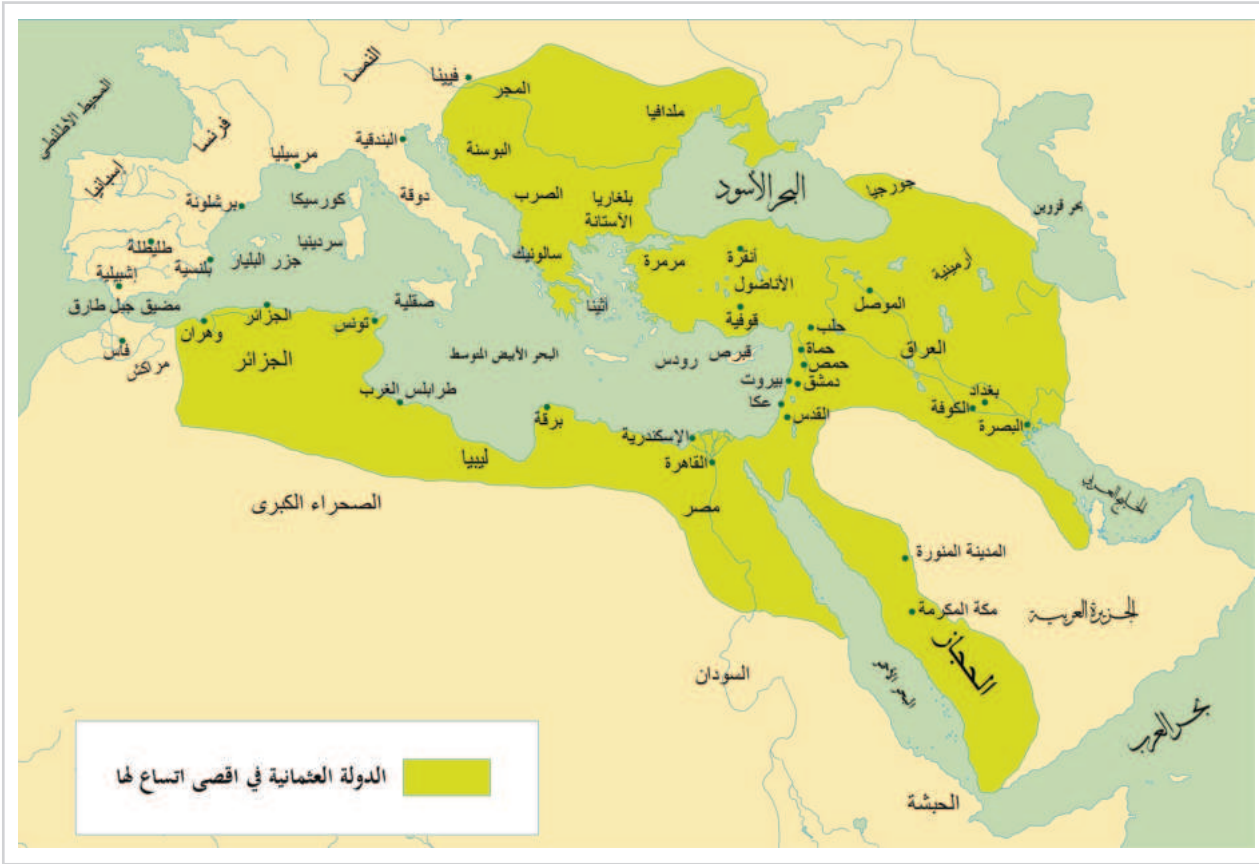 المحيط الأطلنطي
فرنسا
إسبانيا
النمسا
فيينا
المجر
ملدافيا
البندقية
البوسنة
مرسيليا
كورسيكا
دوقة
الصرب
بلغاريا
الأستانة
البحر الأسود
جورجيا
بحر قزوين
برشلونة
طليطلة
بلنسية
جزر البليار
سردينيا
سالونيك
مرمرة
أنقرة
الأناضول
أرمينية
إشبيلية
مضيق جبل طارق
صقلية
أثينا
قوفية
الموصل
وهران
الجزائر
تونس
فاس
مراكش
الجزائر
البحر الأبيض المتوسط
رودس
قبرص
حلب
حماة
حمص
العراق
بيروت
دمشق
بغداد
الكوفة
طرابلس الغرب
برقة
عكا
القدس
البصرة
الإسكندرية
القاهرة
ليبيا
مصر
الخليج العربي
الصحراء الكبرى
المدينة المنورة
مكة المكرمة
الجزيرة العربية
الحجاز
السودان
البحر الأحمر
بحر العرب
الحبشة
الدولة العثمانية في اقصى اتساع لها